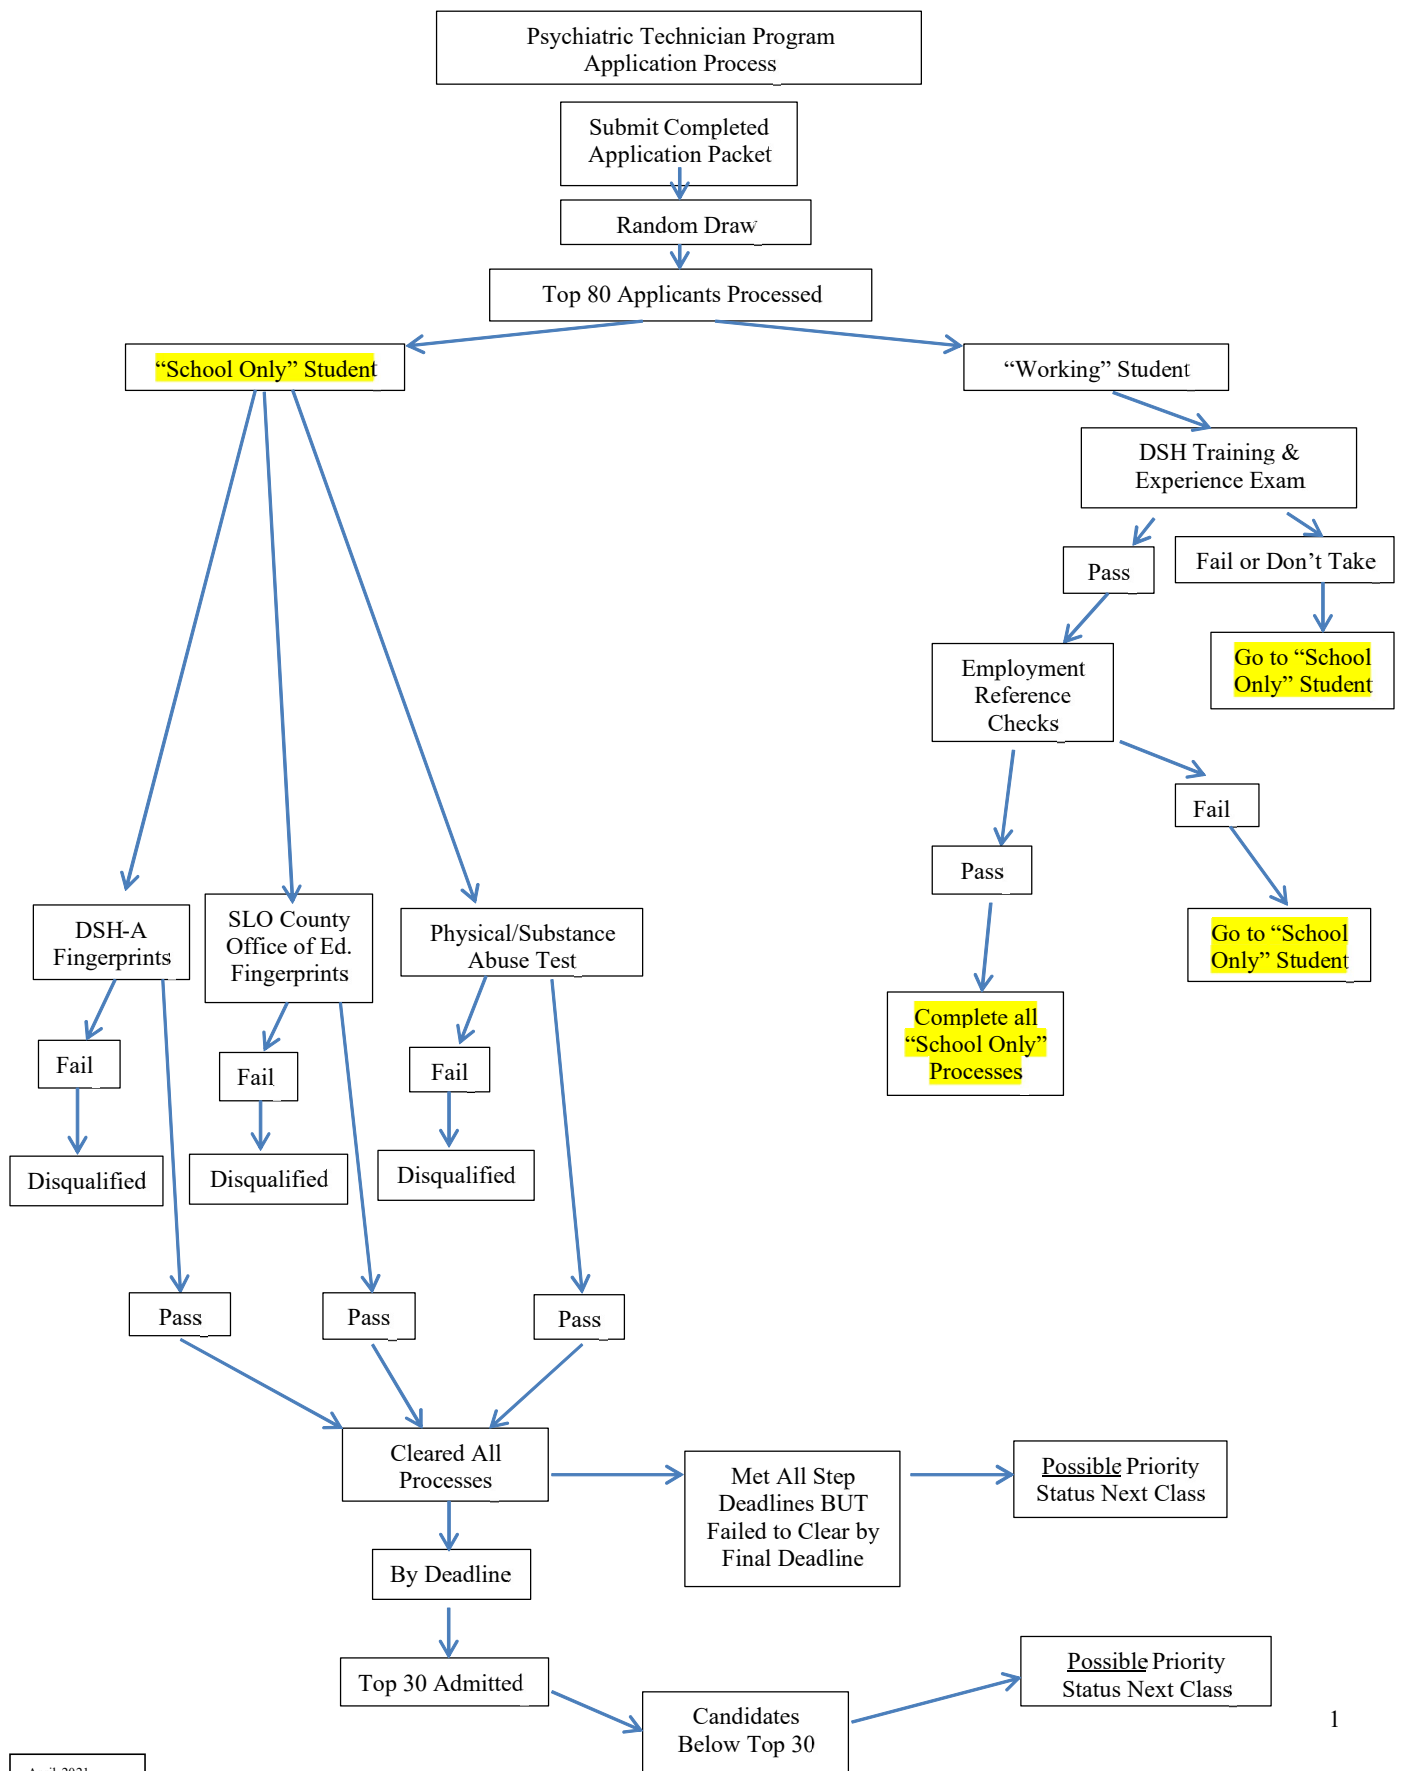 Psychiatric Technician Program
Application Process
Submit Completed
Application Packet
Random Draw
Top 80 Applicants Processed
“School Only” Student
“Working” Student
DSH Training &
Experience Exam
Pass
Fail or Don’t Take
Go to “School
Only” Student
Employment
Reference
Checks
Fail
Pass
Go to “School
Only” Student
Complete all
“School Only”
Processes
DSH-A
Fingerprints
SLO County
Office of Ed.
Fingerprints
Physical/Substance
Abuse Test
Fail
Fail
Fail
Disqualified
Disqualified
Disqualified
Pass
Pass
Pass
Cleared All
Processes
Met All Step
Deadlines BUT
Failed to Clear by
Final Deadline
Possible Priority
Status Next Class
By Deadline
Top 30 Admitted
Candidates
Below Top 30
Possible Priority
Status Next Class
1
April 2021